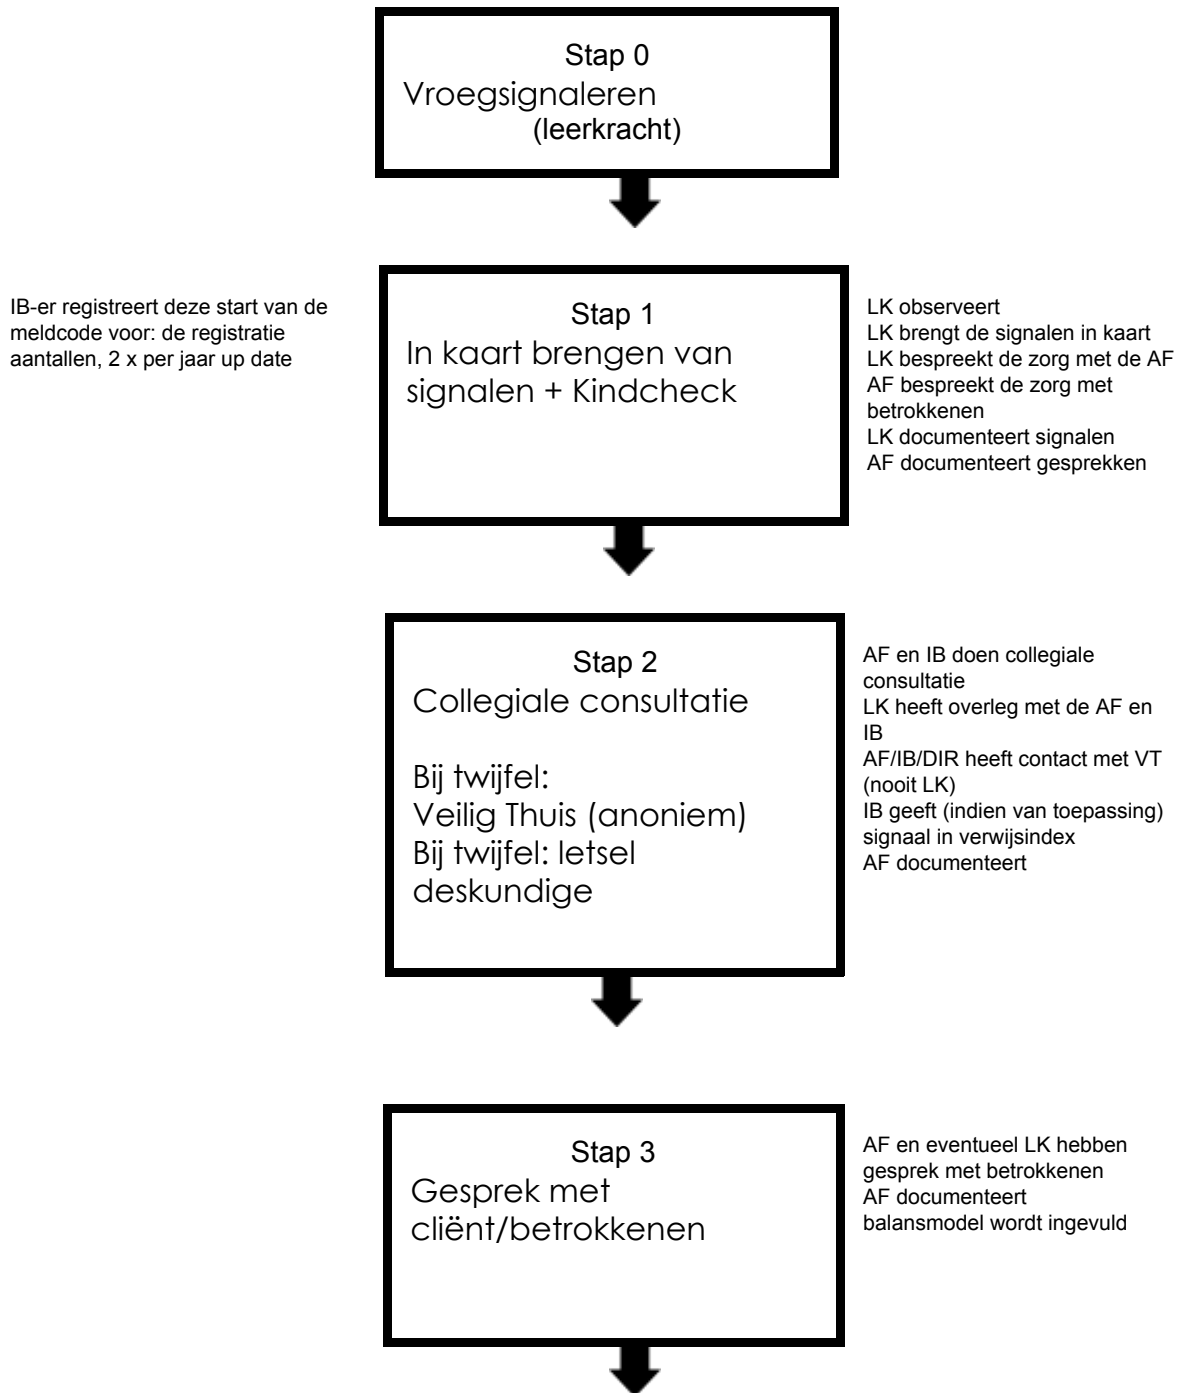 Stap 0
Vroegsignaleren
(leerkracht)
IB-er registreert deze start van de
meldcode voor: de registratie
aantallen, 2 x per jaar up date
Stap 1
In kaart brengen van
signalen + Kindcheck
LK observeert
LK brengt de signalen in kaart
LK bespreekt de zorg met de AF
AF bespreekt de zorg met
betrokkenen
LK documenteert signalen
AF documenteert gesprekken
Stap 2
Collegiale consultatie
Bij twijfel:
Veilig Thuis (anoniem)
Bij twijfel: letsel
deskundige
AF en IB doen collegiale
consultatie
LK heeft overleg met de AF en
IB
AF/IB/DIR heeft contact met VT
(nooit LK)
IB geeft (indien van toepassing)
signaal in verwijsindex
AF documenteert
Stap 3
Gesprek met
cliënt/betrokkenen
AF en eventueel LK hebben
gesprek met betrokkenen
AF documenteert
balansmodel wordt ingevuld